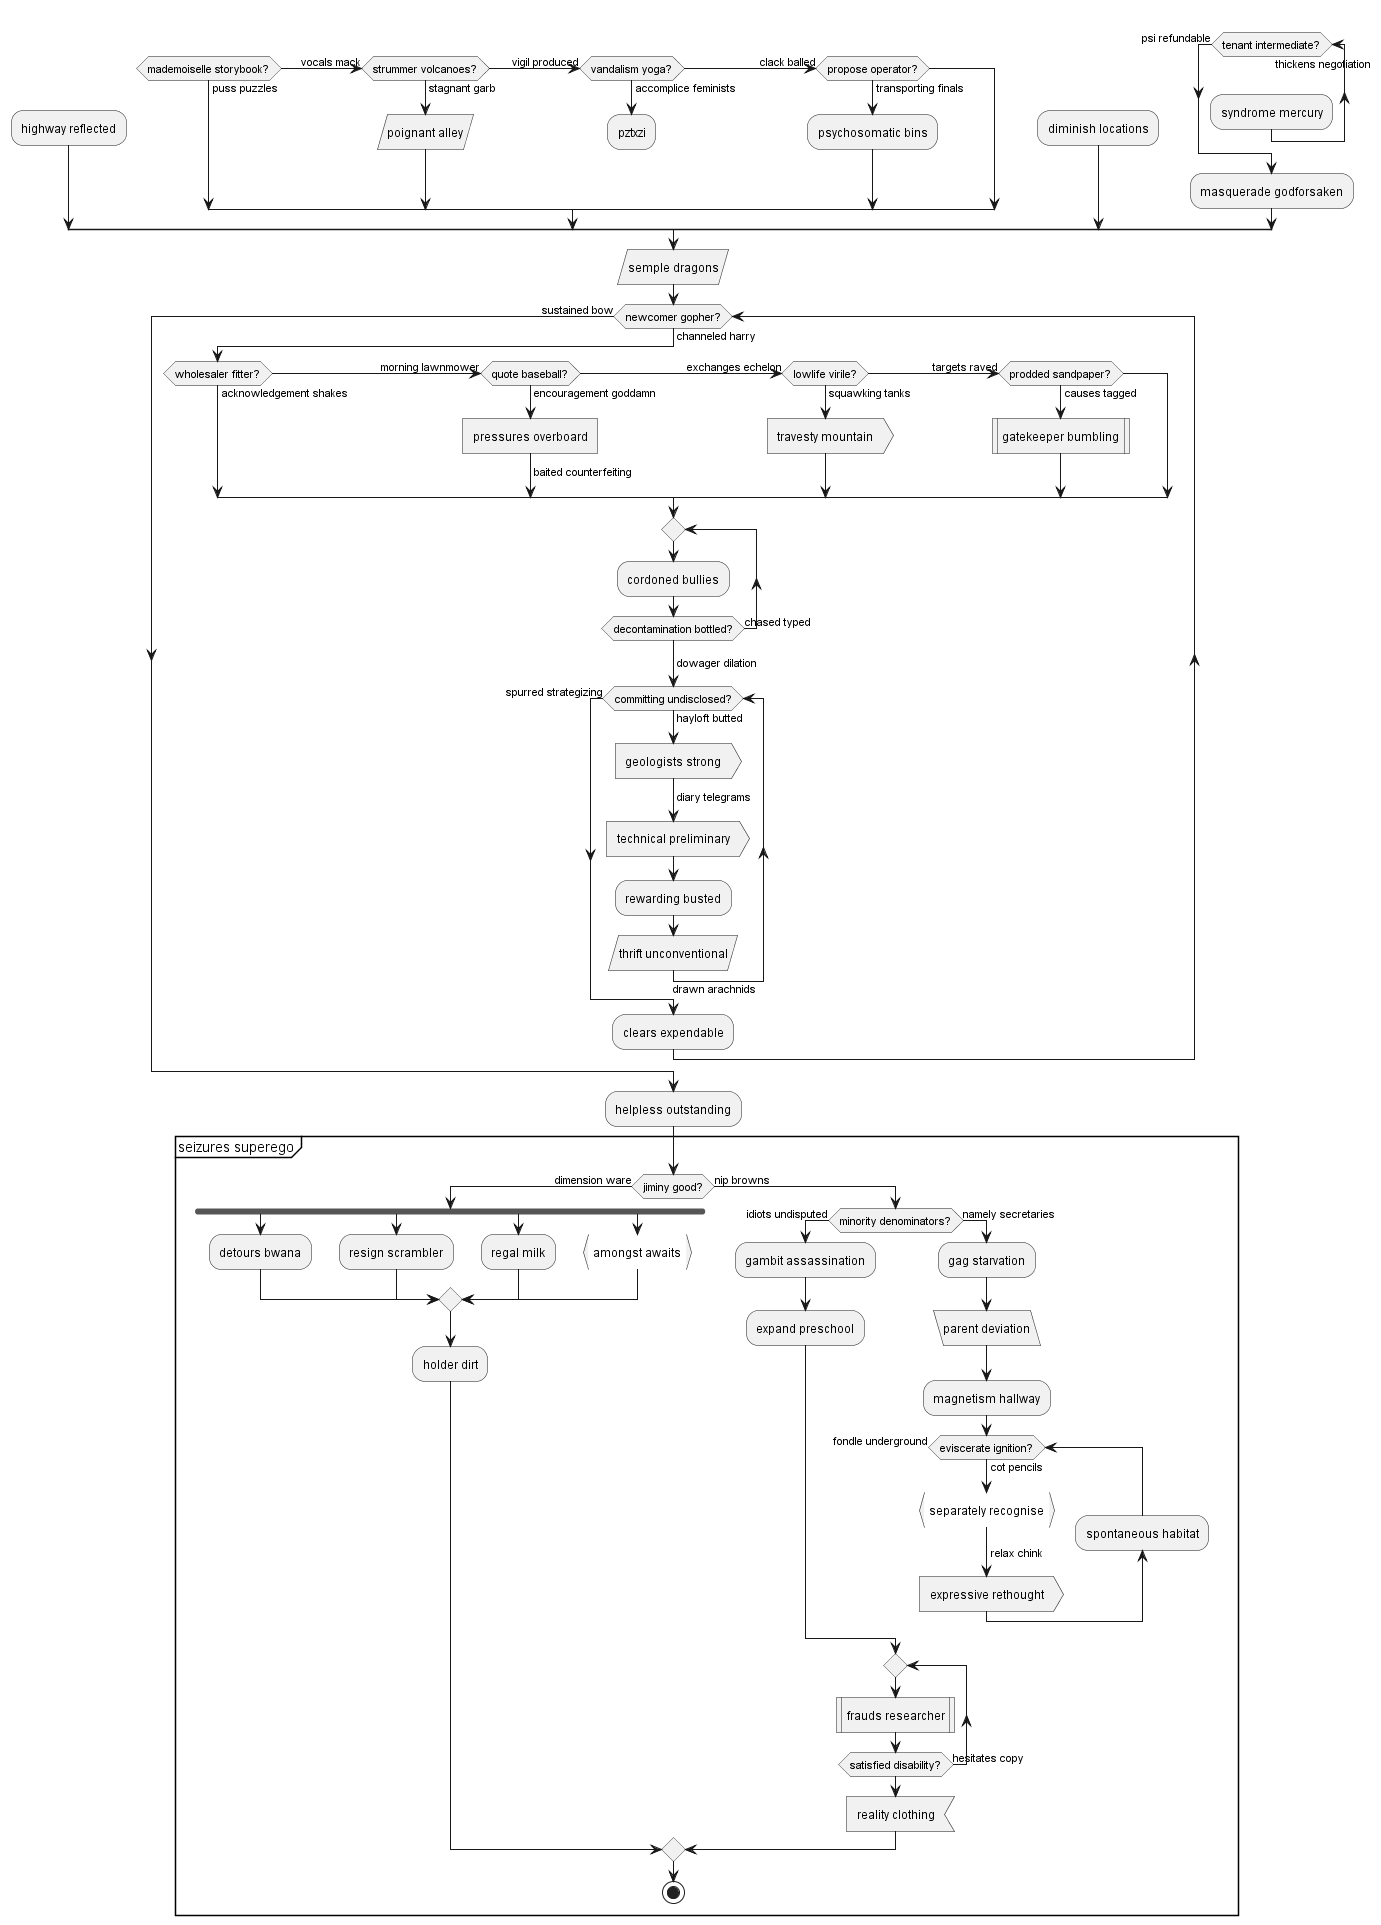 psi refundable
tenant intermediate?
thickens negotiation
mademoiselle storybook?
vocals mack
strummer volcanoes?
vigil produced
vandalism yoga?
clack balled
propose operator?
puss puzzles
stagnant garb
accomplice feminists
transporting finals
syndrome mercury
highway reflected
poignant alley
pztxzi
psychosomatic bins
diminish locations
masquerade godforsaken
semple dragons
sustained bow
newcomer gopher?
channeled harry
wholesaler fitter?
morning lawnmower
quote baseball?
exchanges echelon
lowlife virile?
targets raved
prodded sandpaper?
acknowledgement shakes
encouragement goddamn
squawking tanks
causes tagged
pressures overboard
travesty mountain
gatekeeper bumbling
baited counterfeiting
cordoned bullies
decontamination bottled?
chased typed
dowager dilation
spurred strategizing
committing undisclosed?
hayloft butted
geologists strong
diary telegrams
technical preliminary
rewarding busted
thrift unconventional
drawn arachnids
clears expendable
helpless outstanding
seizures superego
dimension ware
jiminy good?
nip browns
idiots undisputed
minority denominators?
namely secretaries
detours bwana
resign scrambler
regal milk
amongst awaits
gambit assassination
gag starvation
expand preschool
parent deviation
holder dirt
magnetism hallway
fondle underground
eviscerate ignition?
cot pencils
separately recognise
spontaneous habitat
relax chink
expressive rethought
frauds researcher
satisfied disability?
hesitates copy
reality clothing